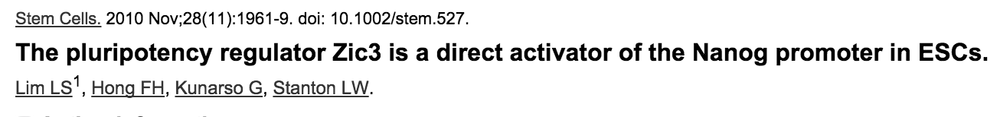 Stem Cells. 2010 Nov;28(11):1961-9. doi: 10.1002/stem.527.
The pluripotency regulator Zic3 is a direct activator of the Nanog promoter in ESCs.
Lim LS1, Hong FH, Kunarso G, Stanton LW.